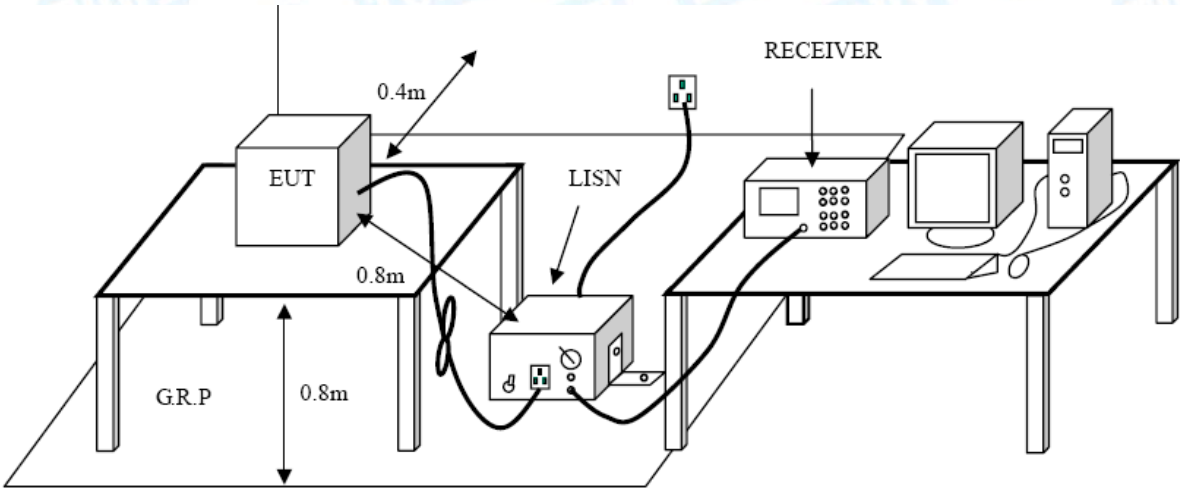 RECEIVER
0.4m
EUT
LISN
0.8m
G.R.P
0.8m